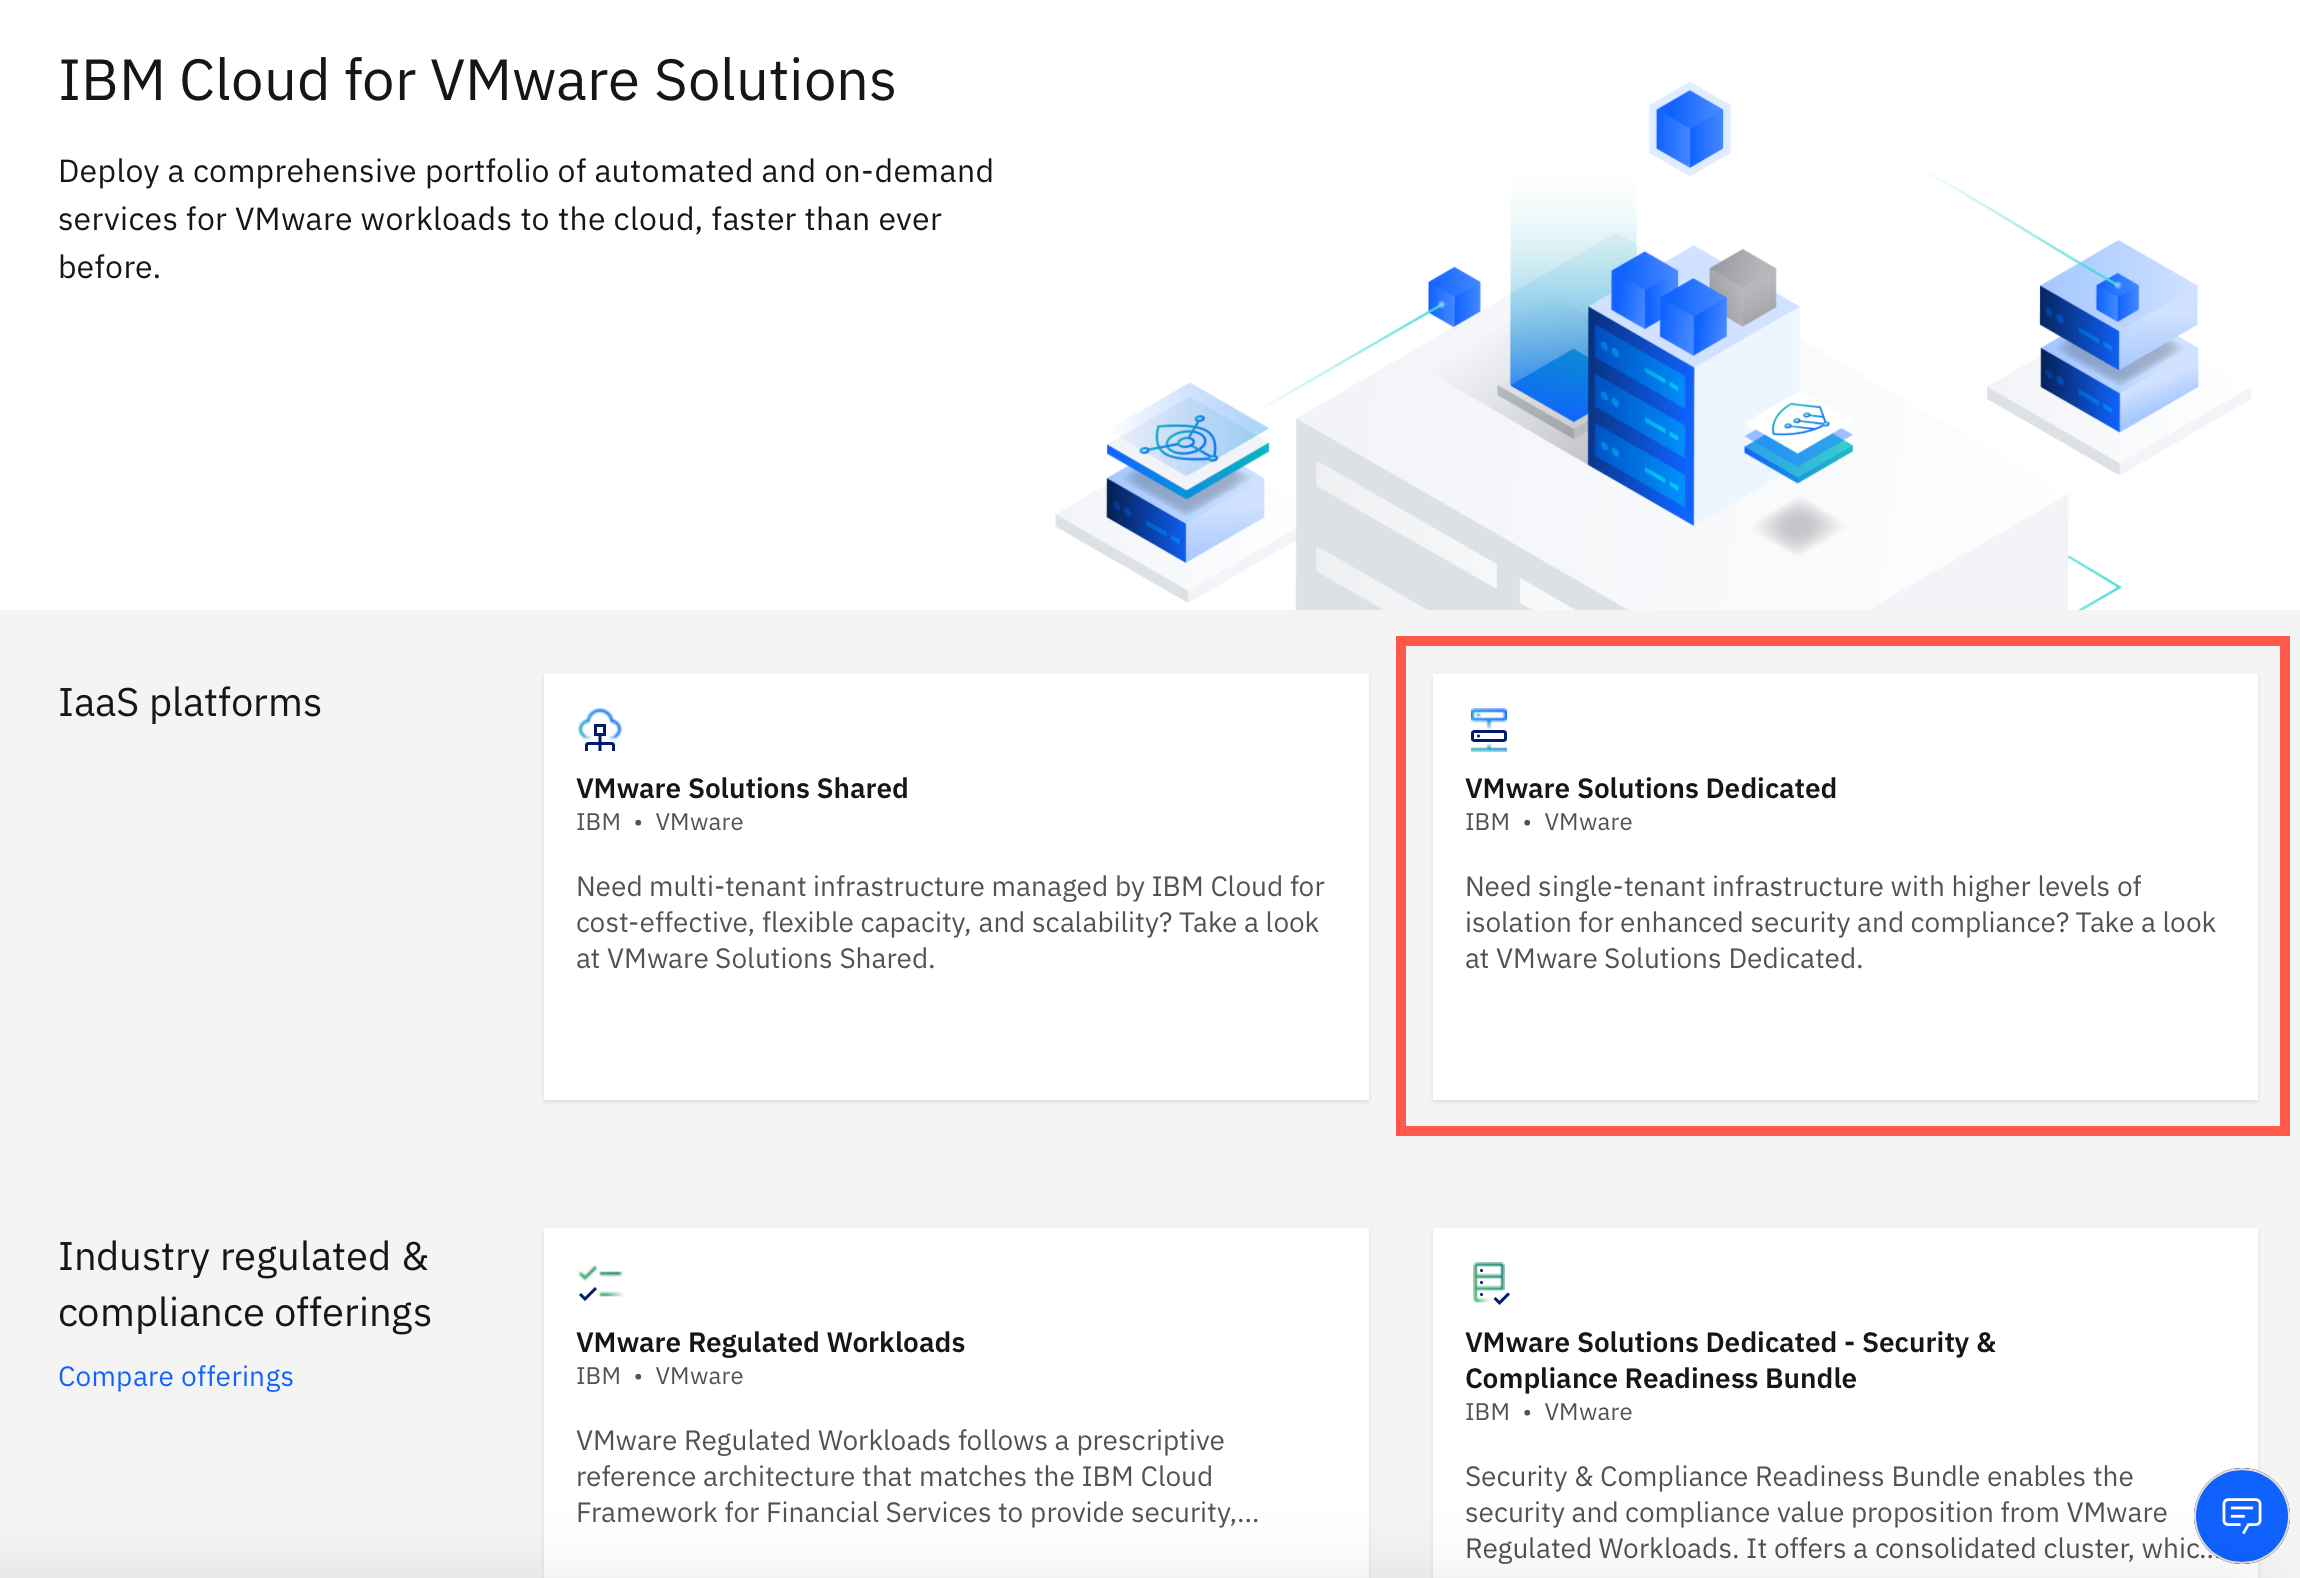 IBM Cloud for VMware Solutions
Deploy a comprehensive portfolio of automated and on-demand
services for VMware workloads to the cloud, faster than ever
before.
IaaS platforms
VMware Solutions Shared
IBM • VMware
Need multi-tenant infrastructure managed by IBM Cloud for
cost-effective, flexible capacity, and scalability? Take a look
at VMware Solutions Shared.
VMware Solutions Dedicated
IBM • VMware
Need single-tenant infrastructure with higher levels of
isolation for enhanced security and compliance? Take a look
at VMware Solutions Dedicated.
Industry regulated &
compliance offerings
Compare offerings
VMware Regulated Workloads
IBM • VMware
VMware Regulated Workloads follows a prescriptive
reference architecture that matches the IBM Cloud
Framework for Financial Services to provide security,...
VMware Solutions Dedicated - Security &
Compliance Readiness Bundle
IBM • VMware
Security & Compliance Readiness Bundle enables the
security and compliance value proposition from VMware
Regulated Workloads. It offers a consolidated cluster, whic...